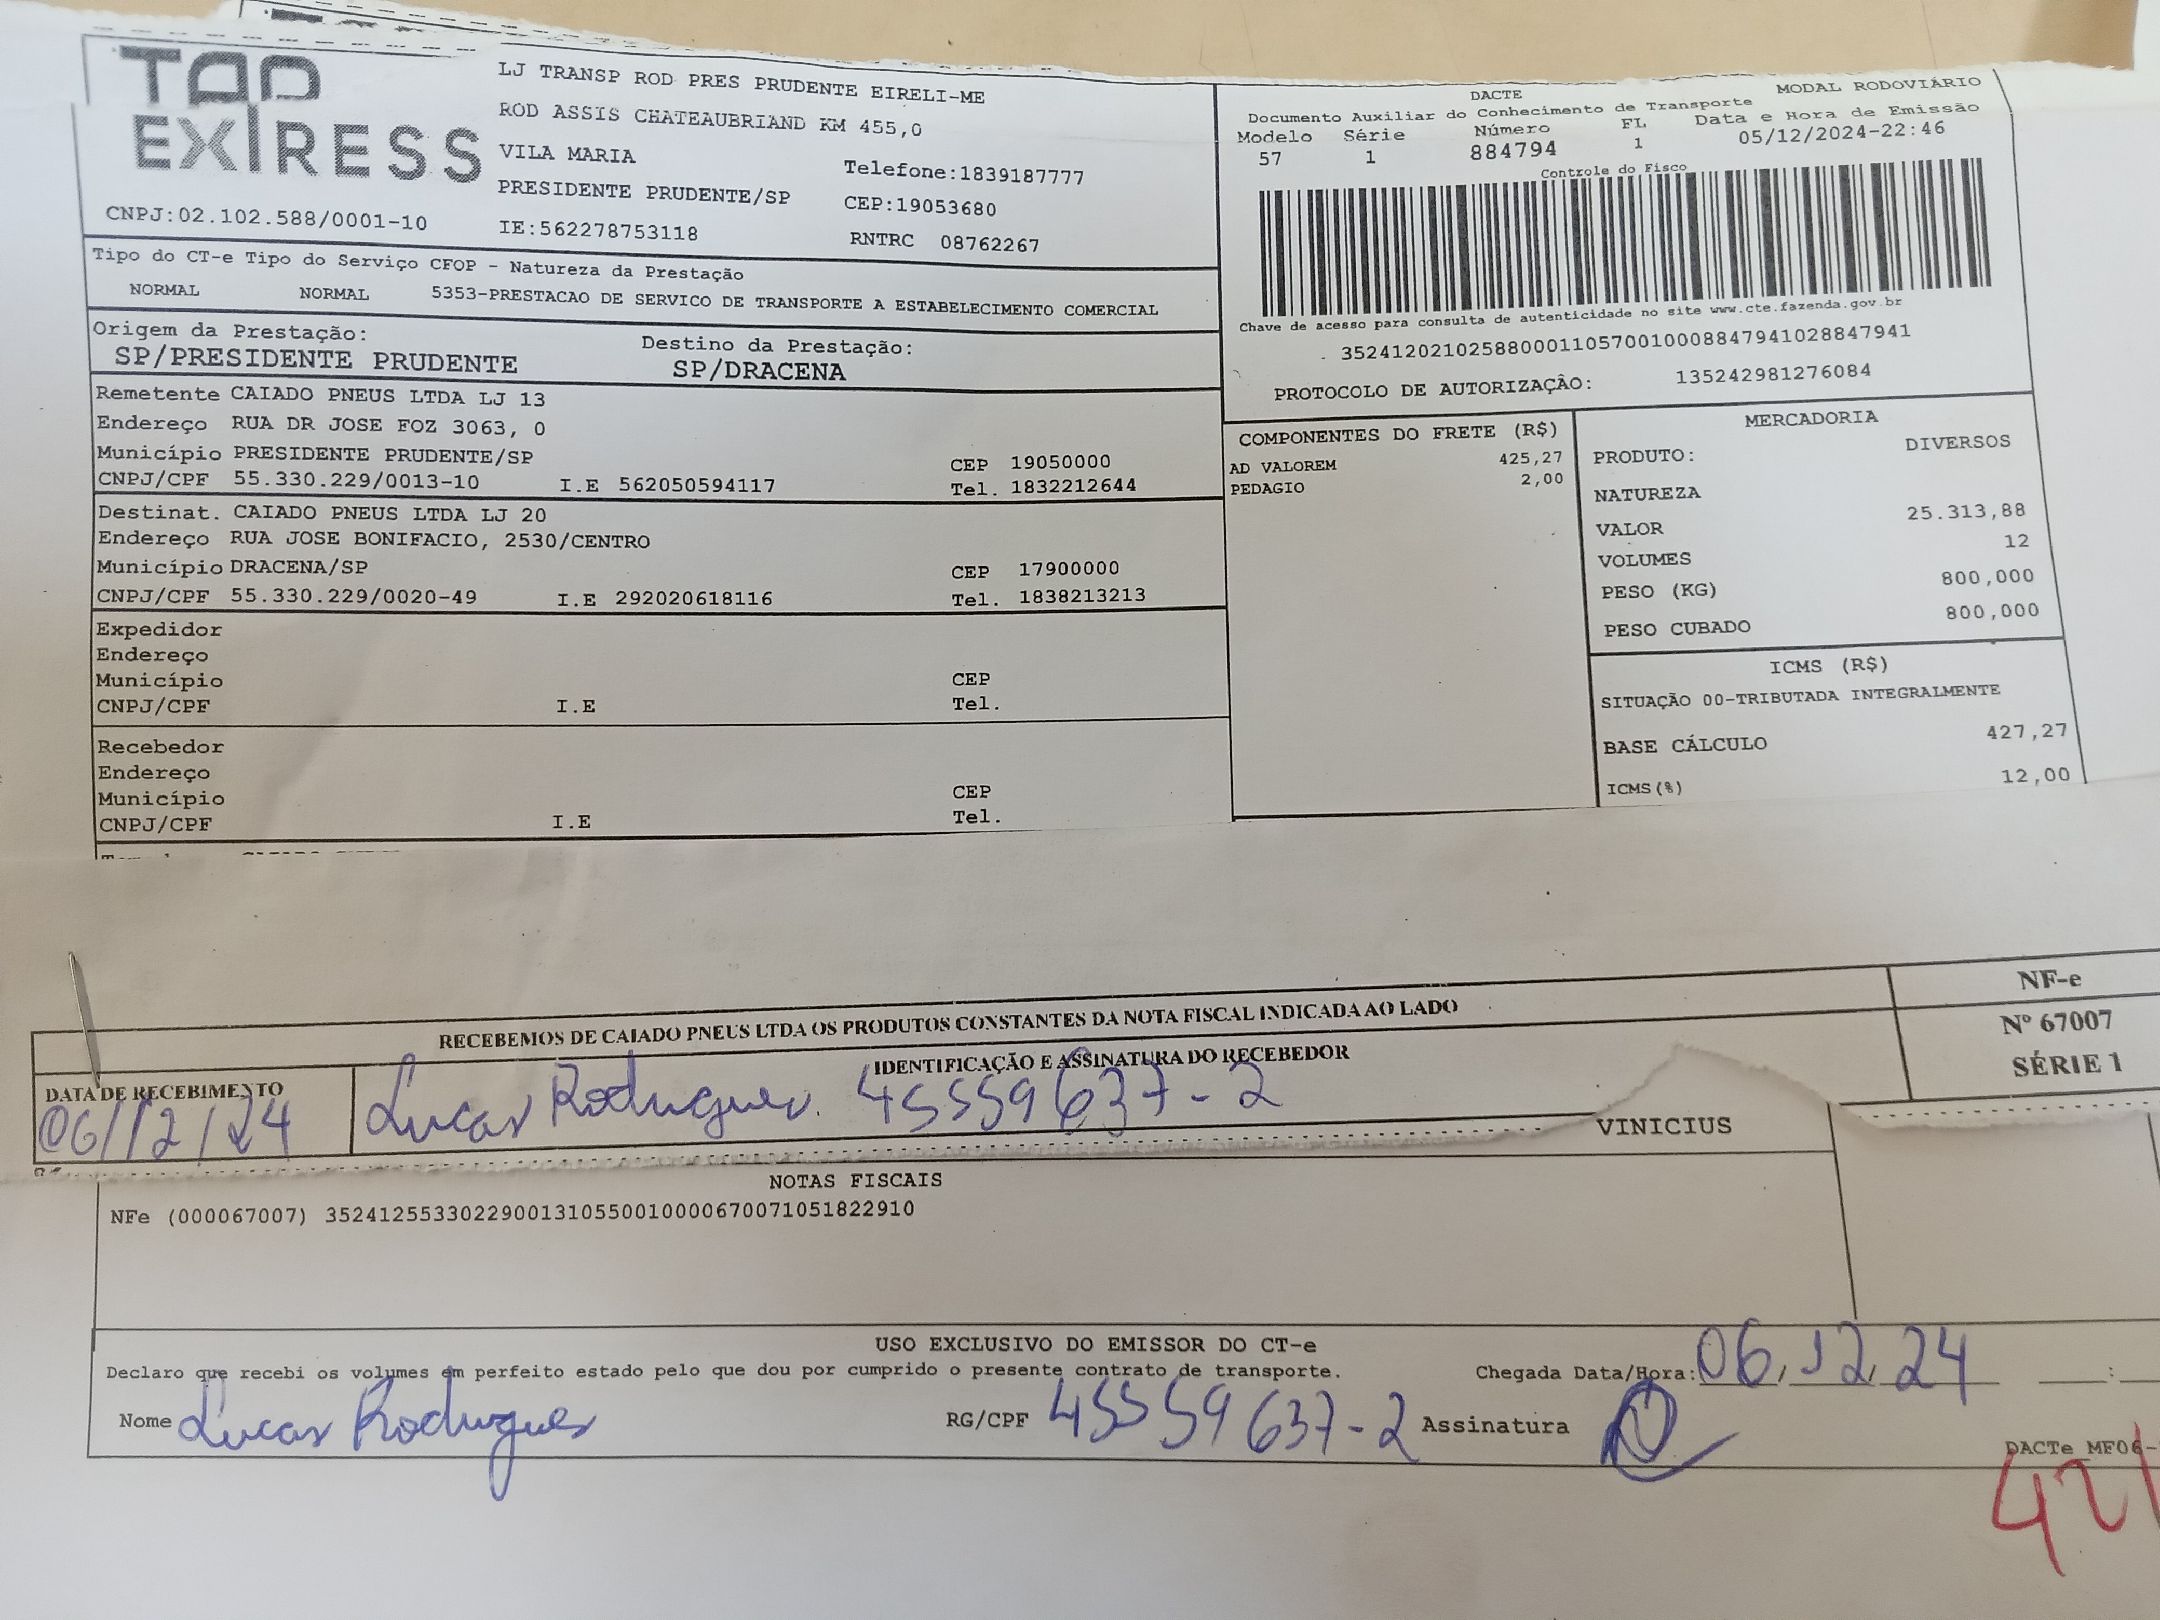 TAD
EXPRESS
LJ TRANSP ROD PRES PRUDENTE EIRELI-ME
ROD ASSIS CHATEAUBRIAND KM 455,0
VILA MARIA
Telefone:1839187777
PRESIDENTE PRUDENTE/SP
CEP:19053680
CNPJ:02.102.588/0001-10
IE:562278753118
RNTRC 08762267
DACTE
MODAL RODOVIÁRIO
Documento Auxiliar do Conhecimento de Transporte
Modelo Série Número FL Data e Hora de Emissão
57 1 884794 1 05/12/2024-22:46
Controle do Fisco
Chave de acesso para consulta de autenticidade no site www.cte.fazenda.gov.br
35241202102588000110570010008847941028847941
PROTOCOLO DE AUTORIZAÇÃO: 135242981276084
Tipo do CT-e Tipo do Serviço CFOP - Natureza da Prestação
NORMAL NORMAL 5353-PRESTACAO DE SERVICO DE TRANSPORTE A ESTABELECIMENTO COMERCIAL
Origem da Prestação: Destino da Prestação:
SP/PRESIDENTE PRUDENTE SP/DRACENA
Remetente CAIADO PNEUS LTDA LJ 13
Endereço RUA DR JOSE FOZ 3063, 0
Município PRESIDENTE PRUDENTE/SP CEP 19050000
CNPJ/CPF 55.330.229/0013-10 I.E 562050594117 Tel. 1832212644
Destinat. CAIADO PNEUS LTDA LJ 20
Endereço RUA JOSE BONIFACIO, 2530/CENTRO
Município DRACENA/SP CEP 17900000
CNPJ/CPF 55.330.229/0020-49 I.E 292020618116 Tel. 1838213213
Expedidor
Endereço
Município CEP
CNPJ/CPF I.E Tel.
Recebedor
Endereço
Município CEP
CNPJ/CPF I.E Tel.
COMPONENTES DO FRETE (R$)
AD VALOREM 425,27
PEDAGIO 2,00
MERCADORIA
PRODUTO: DIVERSOS
NATUREZA
VALOR 25.313,88
VOLUMES 12
PESO (KG) 800,000
PESO CUBADO 800,000
ICMS (R$)
SITUAÇÃO 00-TRIBUTADA INTEGRALMENTE
BASE CÁLCULO 427,27
ICMS(%) 12,00
RECEBEMOS DE CAIADO PNEUS LTDA OS PRODUTOS CONSTANTES DA NOTA FISCAL INDICADA AO LADO
NF-e
Nº 67007
SÉRIE 1
DATA DE RECEBIMENTO
IDENTIFICAÇÃO E ASSINATURA DO RECEBEDOR
06/12/24 Lucas Rodrigues. 45559637-2
VINICIUS
NOTAS FISCAIS
NFe (000067007) 35241255330229001310550010000670071051822910
USO EXCLUSIVO DO EMISSOR DO CT-e
Declaro que recebi os volumes em perfeito estado pelo que dou por cumprido o presente contrato de transporte. Chegada Data/Hora: 06,12,24 :
Nome Lucas Rodrigues RG/CPF 45559637-2 Assinatura
DACTe MF06-